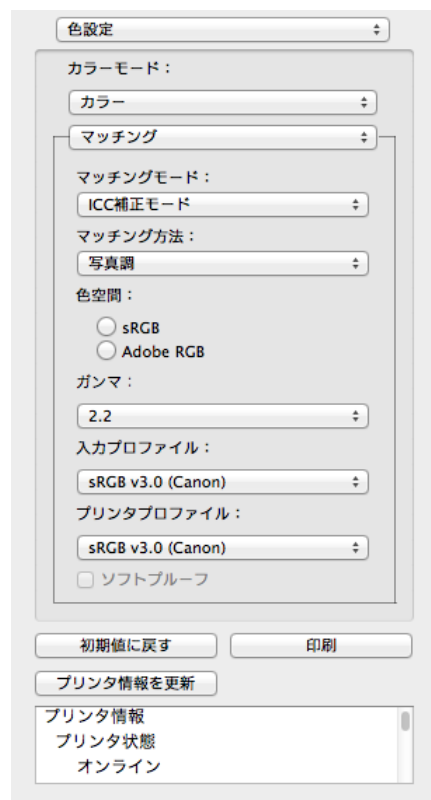 色設定
カラーモード：
カラー
マッチング
マッチングモード：
ICC補正モード
マッチング方法：
写真調
色空間：
sRGB
Adobe RGB
ガンマ：
2.2
入力プロファイル：
sRGB v3.0 (Canon)
プリンタプロファイル：
sRGB v3.0 (Canon)
ソフトプルーフ
初期値に戻す
印刷
プリンタ情報を更新
プリンタ情報
プリンタ状態
オンライン